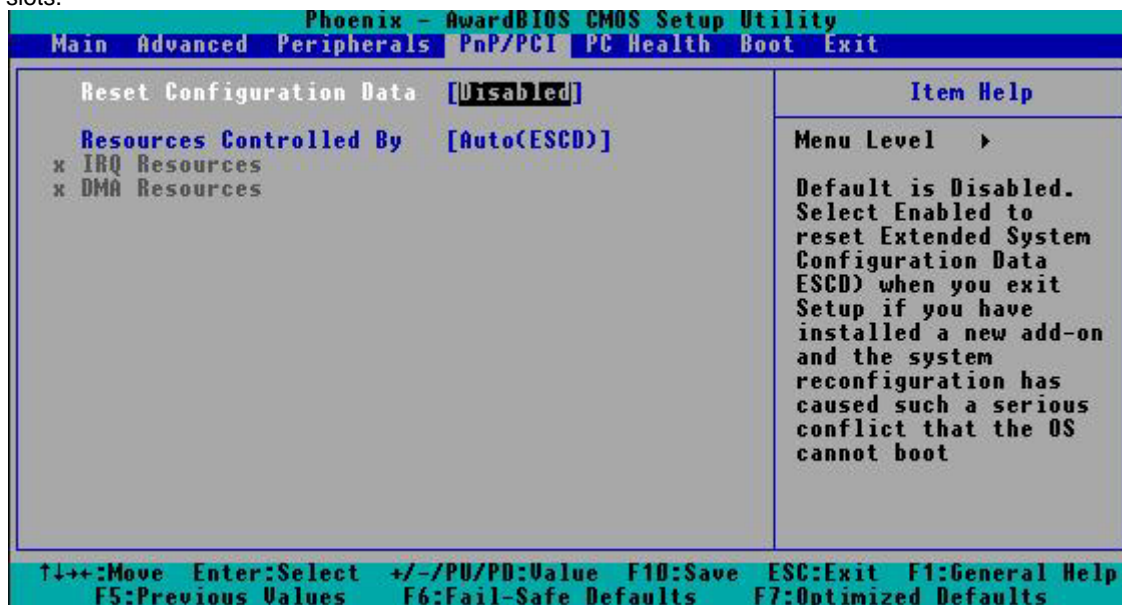 slots.
Phoenix - AwardBIOS CMOS Setup Utility
Main Advanced Peripherals PnP/PCI PC Health Boot Exit
Reset Configuration Data [Disabled]
Resources Controlled By [Auto(ESCD)]
x IRQ Resources
x DMA Resources
Item Help
Menu Level ▸
Default is Disabled.
Select Enabled to
reset Extended System
Configuration Data
ESCD) when you exit
Setup if you have
installed a new add-on
and the system
reconfiguration has
caused such a serious
conflict that the OS
cannot boot
↑↓→←:Move Enter:Select +/-/PU/PD:Value F10:Save ESC:Exit F1:General Help
F5:Previous Values F6:Fail-Safe Defaults F7:Optimized Defaults